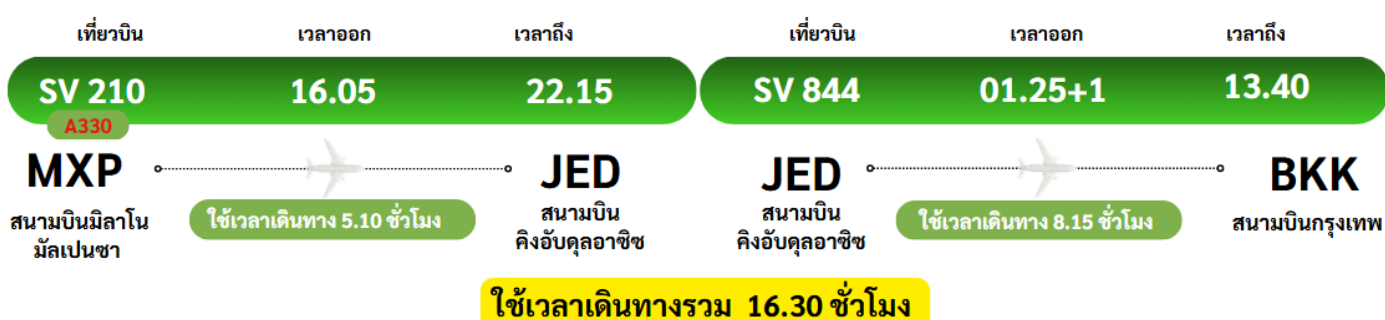 เที่ยวบิน เวลาออก เวลาถึง เที่ยวบิน เวลาออก เวลาถึง
SV 210 16.05 22.15 SV 844 01.25+1 13.40
A330
MXP JED JED BKK
สนามบินมิลาโน ใช้เวลาเดินทาง 5.10 ชั่วโมง สนามบิน สนามบิน ใช้เวลาเดินทาง 8.15 ชั่วโมง สนามบินกรุงเทพ
มัลเปนซา คิงอับดุลอาซิซ คิงอับดุลอาซิซ
ใช้เวลาเดินทางรวม 16.30 ชั่วโมง